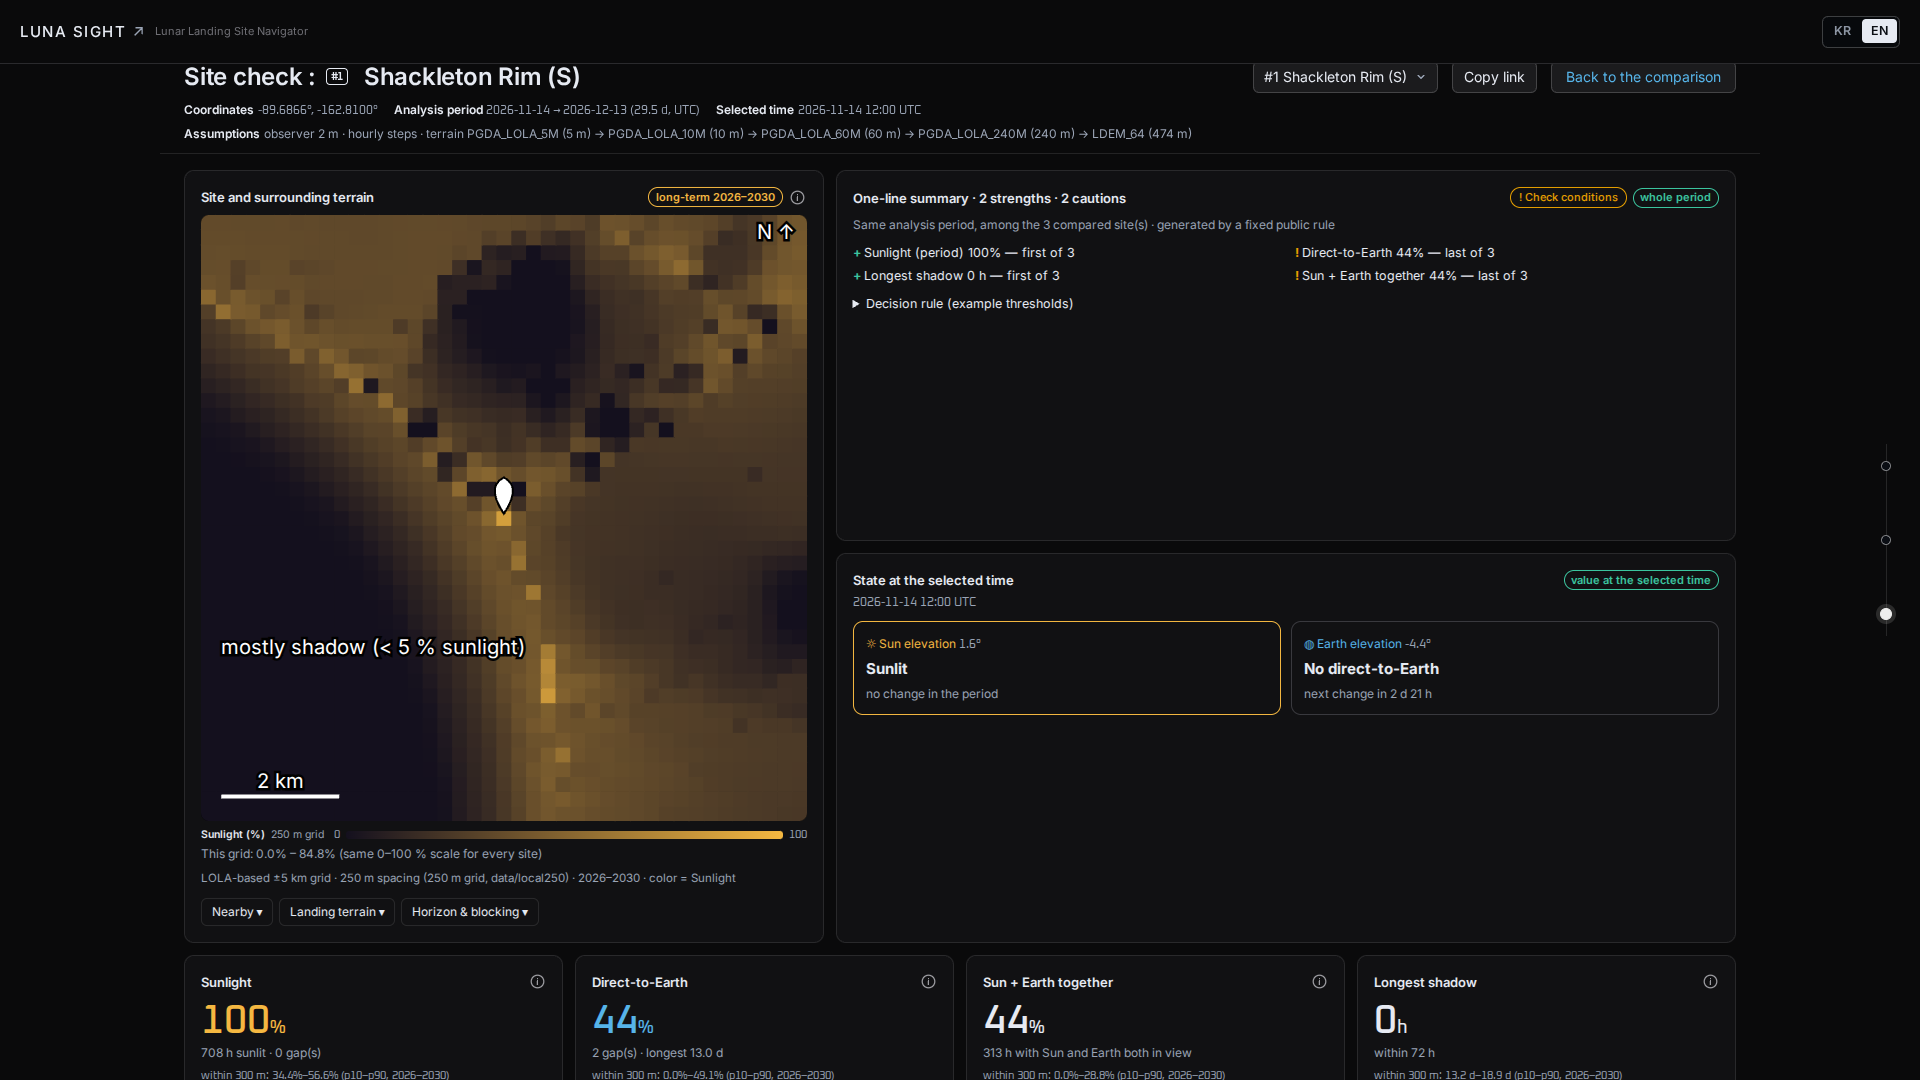 LUNA SIGHT ↗ Lunar Landing Site Navigator
KR EN
Site check : #1 Shackleton Rim (S)
#1 Shackleton Rim (S) Copy link Back to the comparison
Coordinates -89.6866°, -162.8100° Analysis period 2026-11-14 → 2026-12-13 (29.5 d, UTC) Selected time 2026-11-14 12:00 UTC
Assumptions observer 2 m · hourly steps · terrain PGDA_LOLA_5M (5 m) → PGDA_LOLA_10M (10 m) → PGDA_LOLA_60M (60 m) → PGDA_LOLA_240M (240 m) → LDEM_64 (474 m)
Site and surrounding terrain long-term 2026–2030
N ↑
mostly shadow (< 5 % sunlight)
2 km
Sunlight (%) 250 m grid 0 100
This grid: 0.0% – 84.8% (same 0–100 % scale for every site)
LOLA-based ±5 km grid · 250 m spacing (250 m grid, data/local250) · 2026–2030 · color = Sunlight
Nearby ▾ Landing terrain ▾ Horizon & blocking ▾
One-line summary · 2 strengths · 2 cautions ! Check conditions whole period
Same analysis period, among the 3 compared site(s) · generated by a fixed public rule
+ Sunlight (period) 100% — first of 3
! Direct-to-Earth 44% — last of 3
+ Longest shadow 0 h — first of 3
! Sun + Earth together 44% — last of 3
▶ Decision rule (example thresholds)
State at the selected time value at the selected time
2026-11-14 12:00 UTC
Sun elevation 1.6°
Sunlit
no change in the period
Earth elevation -4.4°
No direct-to-Earth
next change in 2 d 21 h
Sunlight
100%
708 h sunlit · 0 gap(s)
within 300 m: 34.4%–56.6% (p10–p90, 2026–2030)
Direct-to-Earth
44%
2 gap(s) · longest 13.0 d
within 300 m: 0.0%–49.1% (p10–p90, 2026–2030)
Sun + Earth together
44%
313 h with Sun and Earth both in view
within 300 m: 0.0%–28.8% (p10–p90, 2026–2030)
Longest shadow
0h
within 72 h
within 300 m: 13.2 d–18.9 d (p10–p90, 2026–2030)